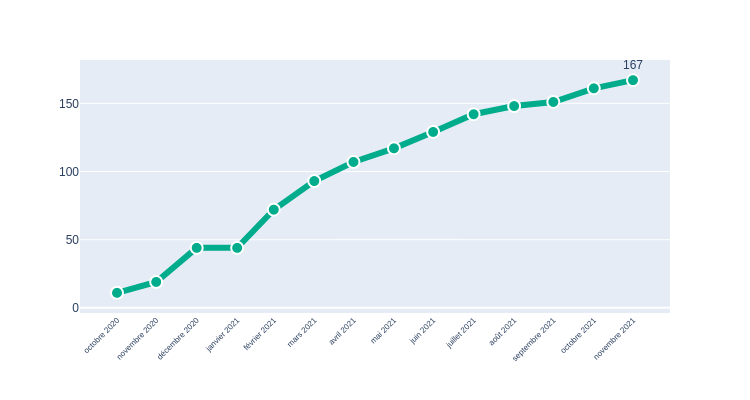 167
150
100
50
0
octobre 2020
novembre 2020
décembre 2020
janvier 2021
février 2021
mars 2021
avril 2021
mai 2021
juin 2021
juillet 2021
août 2021
septembre 2021
octobre 2021
novembre 2021